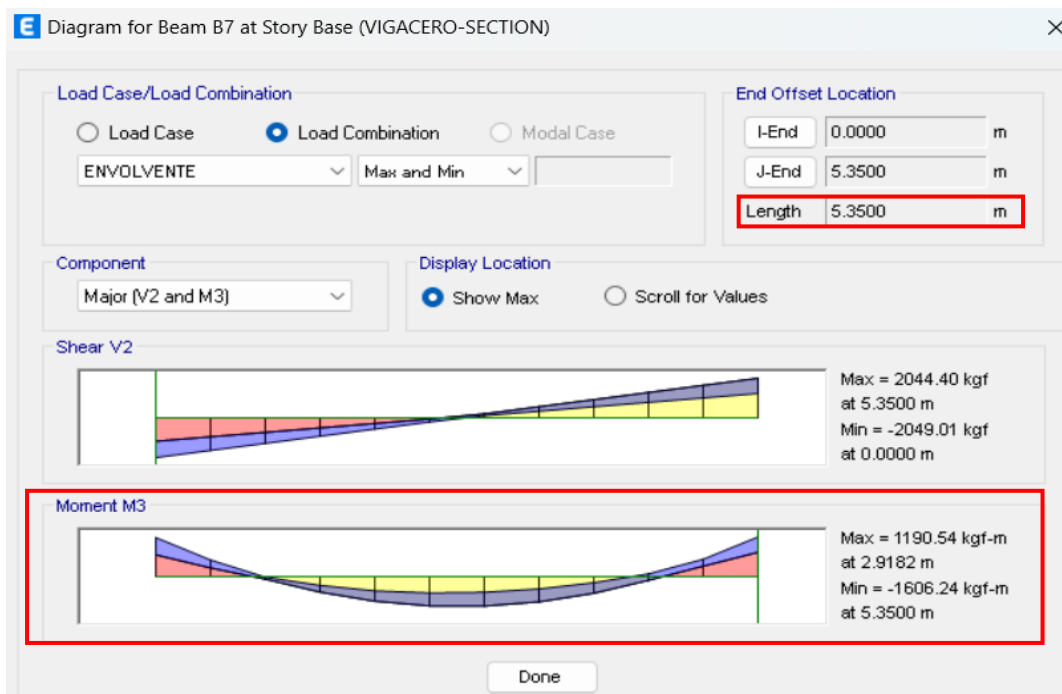 E Diagram for Beam B7 at Story Base (VIGACERO-SECTION)
Load Case/Load Combination
Load Case Load Combination Modal Case
ENVOLVENTE Max and Min
End Offset Location
I-End 0.0000 m
J-End 5.3500 m
Length 5.3500 m
Component
Major (V2 and M3)
Display Location
Show Max Scroll for Values
Shear V2
Max = 2044.40 kgf
at 5.3500 m
Min = -2049.01 kgf
at 0.0000 m
Moment M3
Max = 1190.54 kgf-m
at 2.9182 m
Min = -1606.24 kgf-m
at 5.3500 m
Done